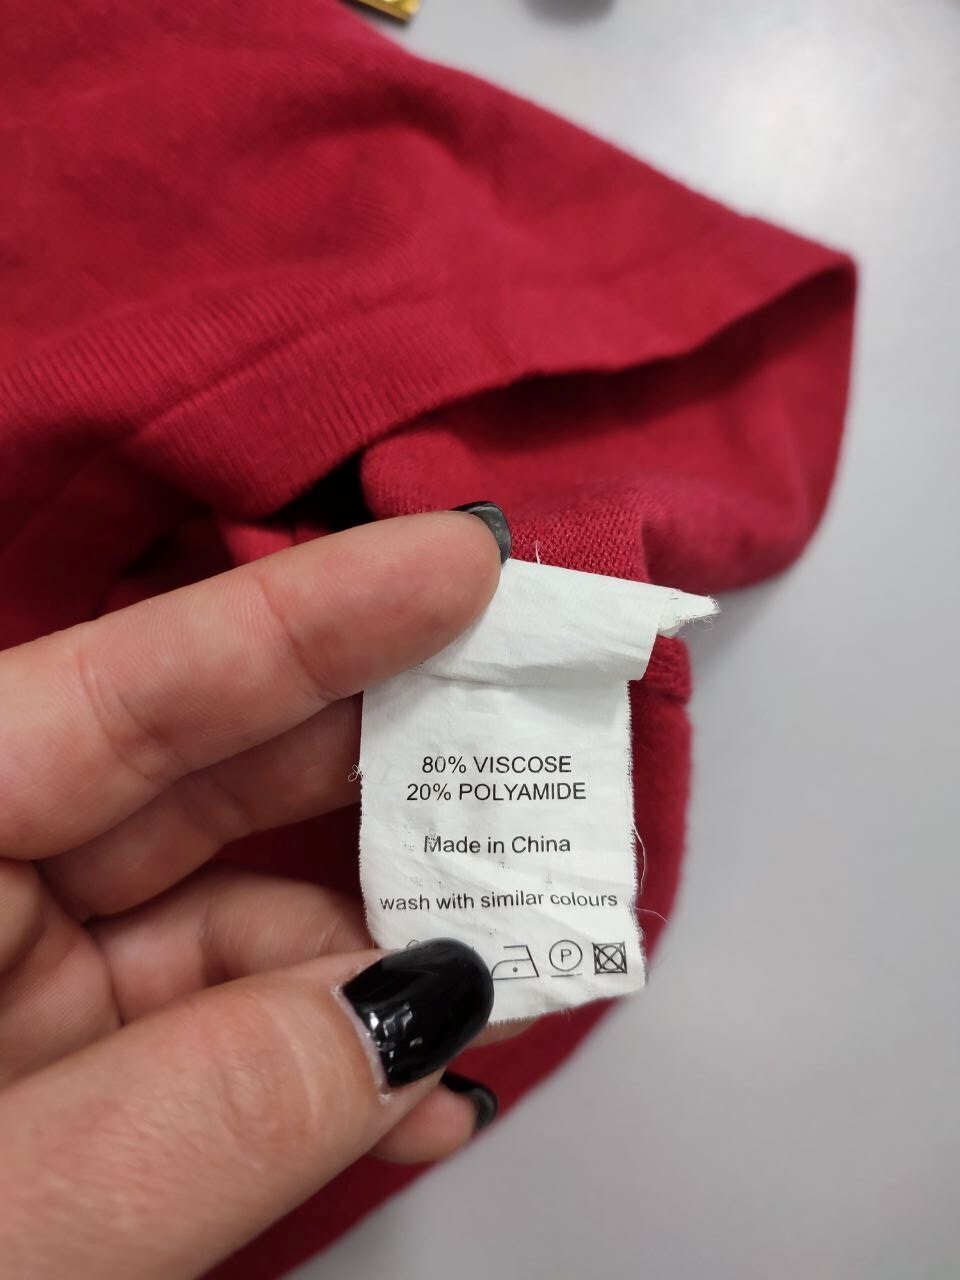 80% VISCOSE
20% POLYAMIDE
Made in China
wash with similar colours
P